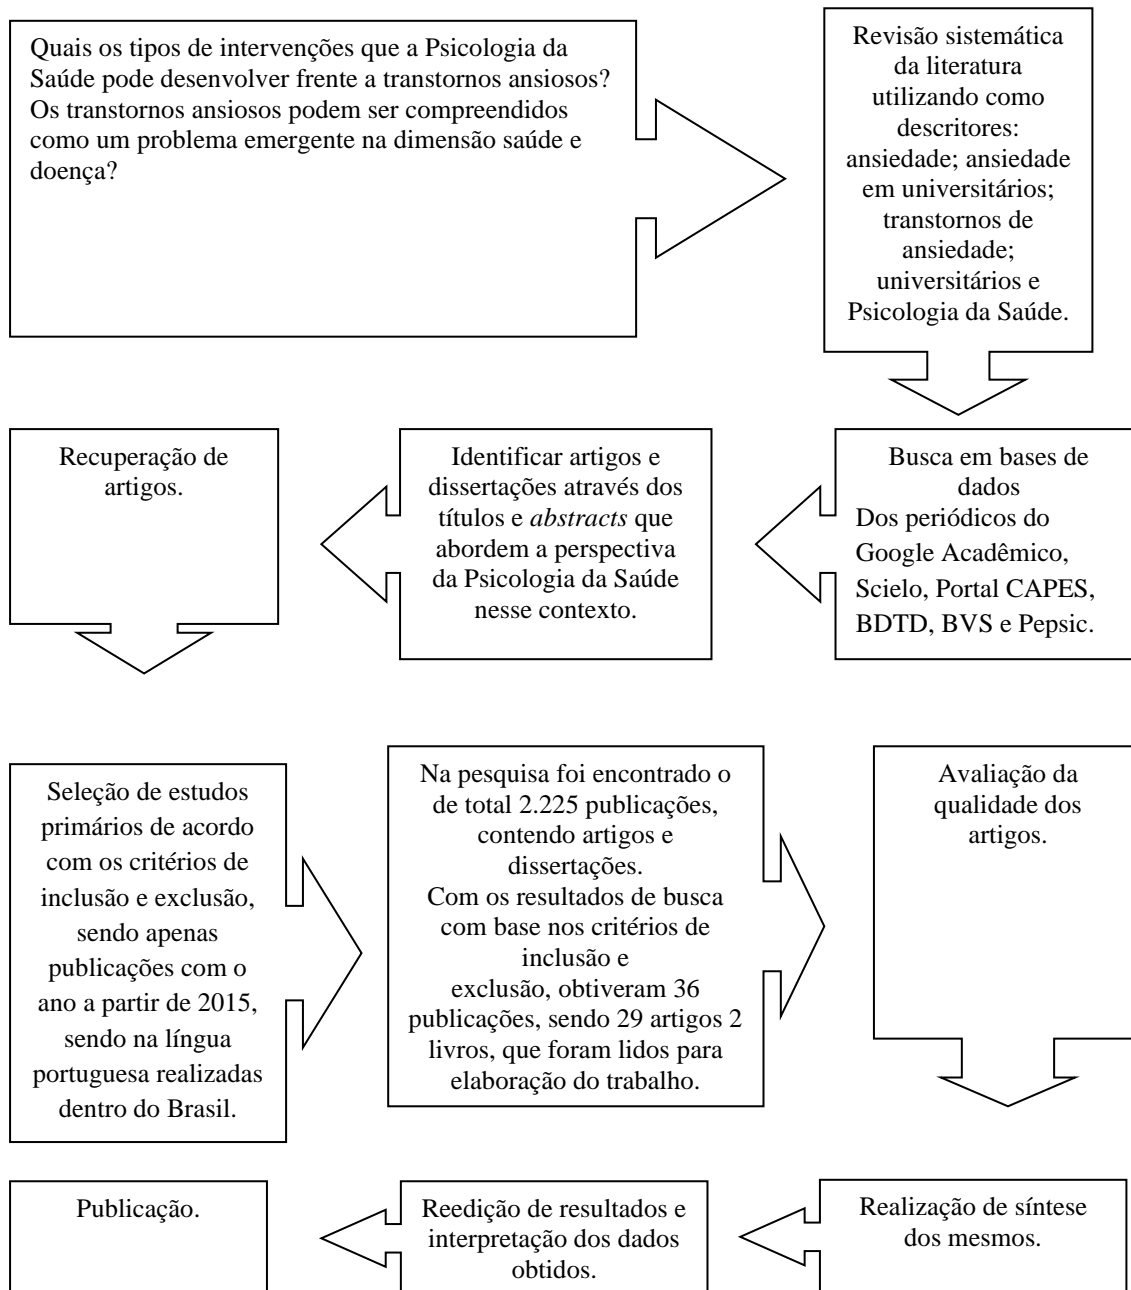 Quais os tipos de intervenções que a Psicologia da
Saúde pode desenvolver frente a transtornos ansiosos?
Os transtornos ansiosos podem ser compreendidos
como um problema emergente na dimensão saúde e
doença?
Revisão sistemática
da literatura
utilizando como
descritores:
ansiedade; ansiedade
em universitários;
transtornos de
ansiedade;
universitários e
Psicologia da Saúde.
Busca em bases de
dados
Dos periódicos do
Google Acadêmico,
Scielo, Portal CAPES,
BDTD, BVS e Pepsic.
Identificar artigos e
dissertações através dos
títulos e abstracts que
abordem a perspectiva
da Psicologia da Saúde
nesse contexto.
Recuperação de
artigos.
Seleção de estudos
primários de acordo
com os critérios de
inclusão e exclusão,
sendo apenas
publicações com o
ano a partir de 2015,
sendo na língua
portuguesa realizadas
dentro do Brasil.
Na pesquisa foi encontrado o
de total 2.225 publicações,
contendo artigos e
dissertações.
Com os resultados de busca
com base nos critérios de
inclusão e
exclusão, obtiveram 36
publicações, sendo 29 artigos 2
livros, que foram lidos para
elaboração do trabalho.
Avaliação da
qualidade dos
artigos.
Realização de síntese
dos mesmos.
Reedição de resultados e
interpretação dos dados
obtidos.
Publicação.